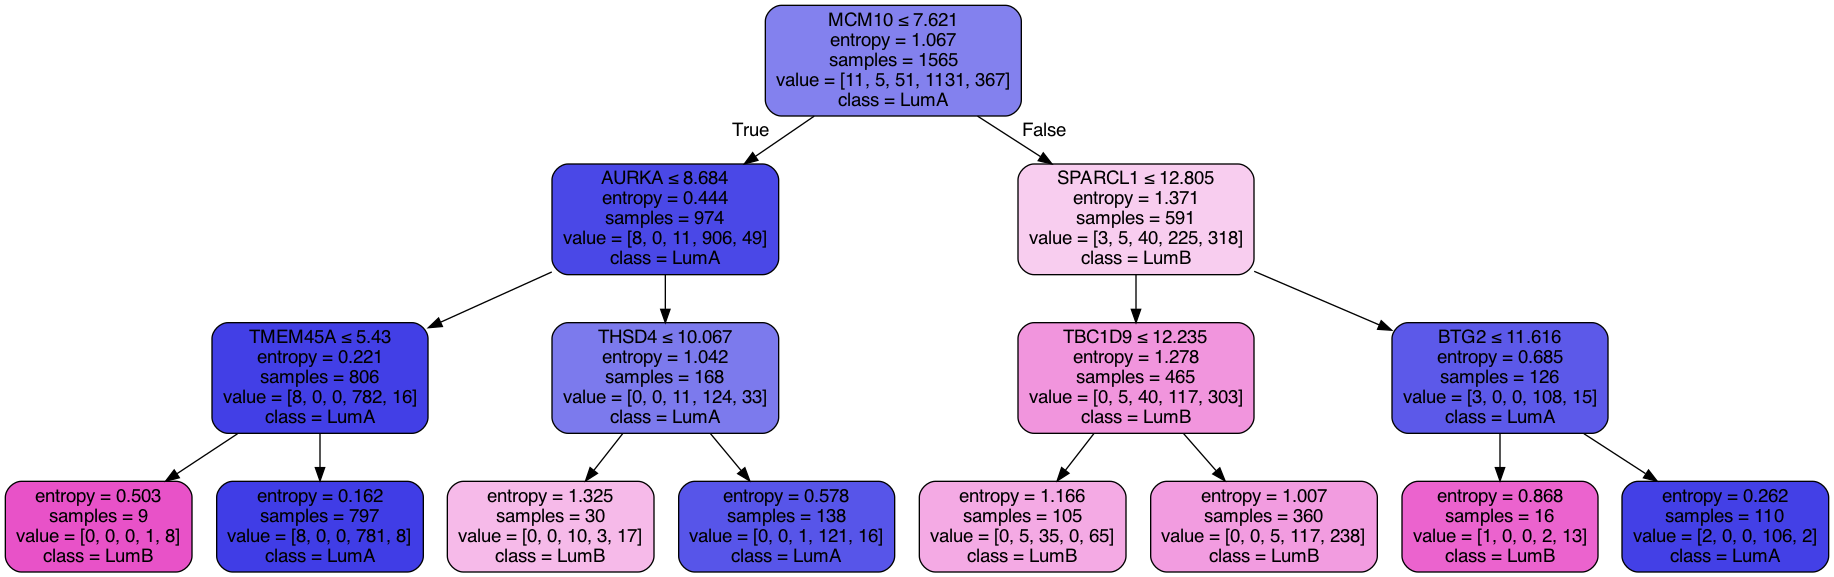 MCM10 ≤ 7.621
entropy = 1.067
samples = 1565
value = [11, 5, 51, 1131, 367]
class = LumA
True
False
AURKA ≤ 8.684
entropy = 0.444
samples = 974
value = [8, 0, 11, 906, 49]
class = LumA
SPARCL1 ≤ 12.805
entropy = 1.371
samples = 591
value = [3, 5, 40, 225, 318]
class = LumB
TMEM45A ≤ 5.43
entropy = 0.221
samples = 806
value = [8, 0, 0, 782, 16]
class = LumA
THSD4 ≤ 10.067
entropy = 1.042
samples = 168
value = [0, 0, 11, 124, 33]
class = LumA
TBC1D9 ≤ 12.235
entropy = 1.278
samples = 465
value = [0, 5, 40, 117, 303]
class = LumB
BTG2 ≤ 11.616
entropy = 0.685
samples = 126
value = [3, 0, 0, 108, 15]
class = LumA
entropy = 0.503
samples = 9
value = [0, 0, 0, 1, 8]
class = LumB
entropy = 0.162
samples = 797
value = [8, 0, 0, 781, 8]
class = LumA
entropy = 1.325
samples = 30
value = [0, 0, 10, 3, 17]
class = LumB
entropy = 0.578
samples = 138
value = [0, 0, 1, 121, 16]
class = LumA
entropy = 1.166
samples = 105
value = [0, 5, 35, 0, 65]
class = LumB
entropy = 1.007
samples = 360
value = [0, 0, 5, 117, 238]
class = LumB
entropy = 0.868
samples = 16
value = [1, 0, 0, 2, 13]
class = LumB
entropy = 0.262
samples = 110
value = [2, 0, 0, 106, 2]
class = LumA